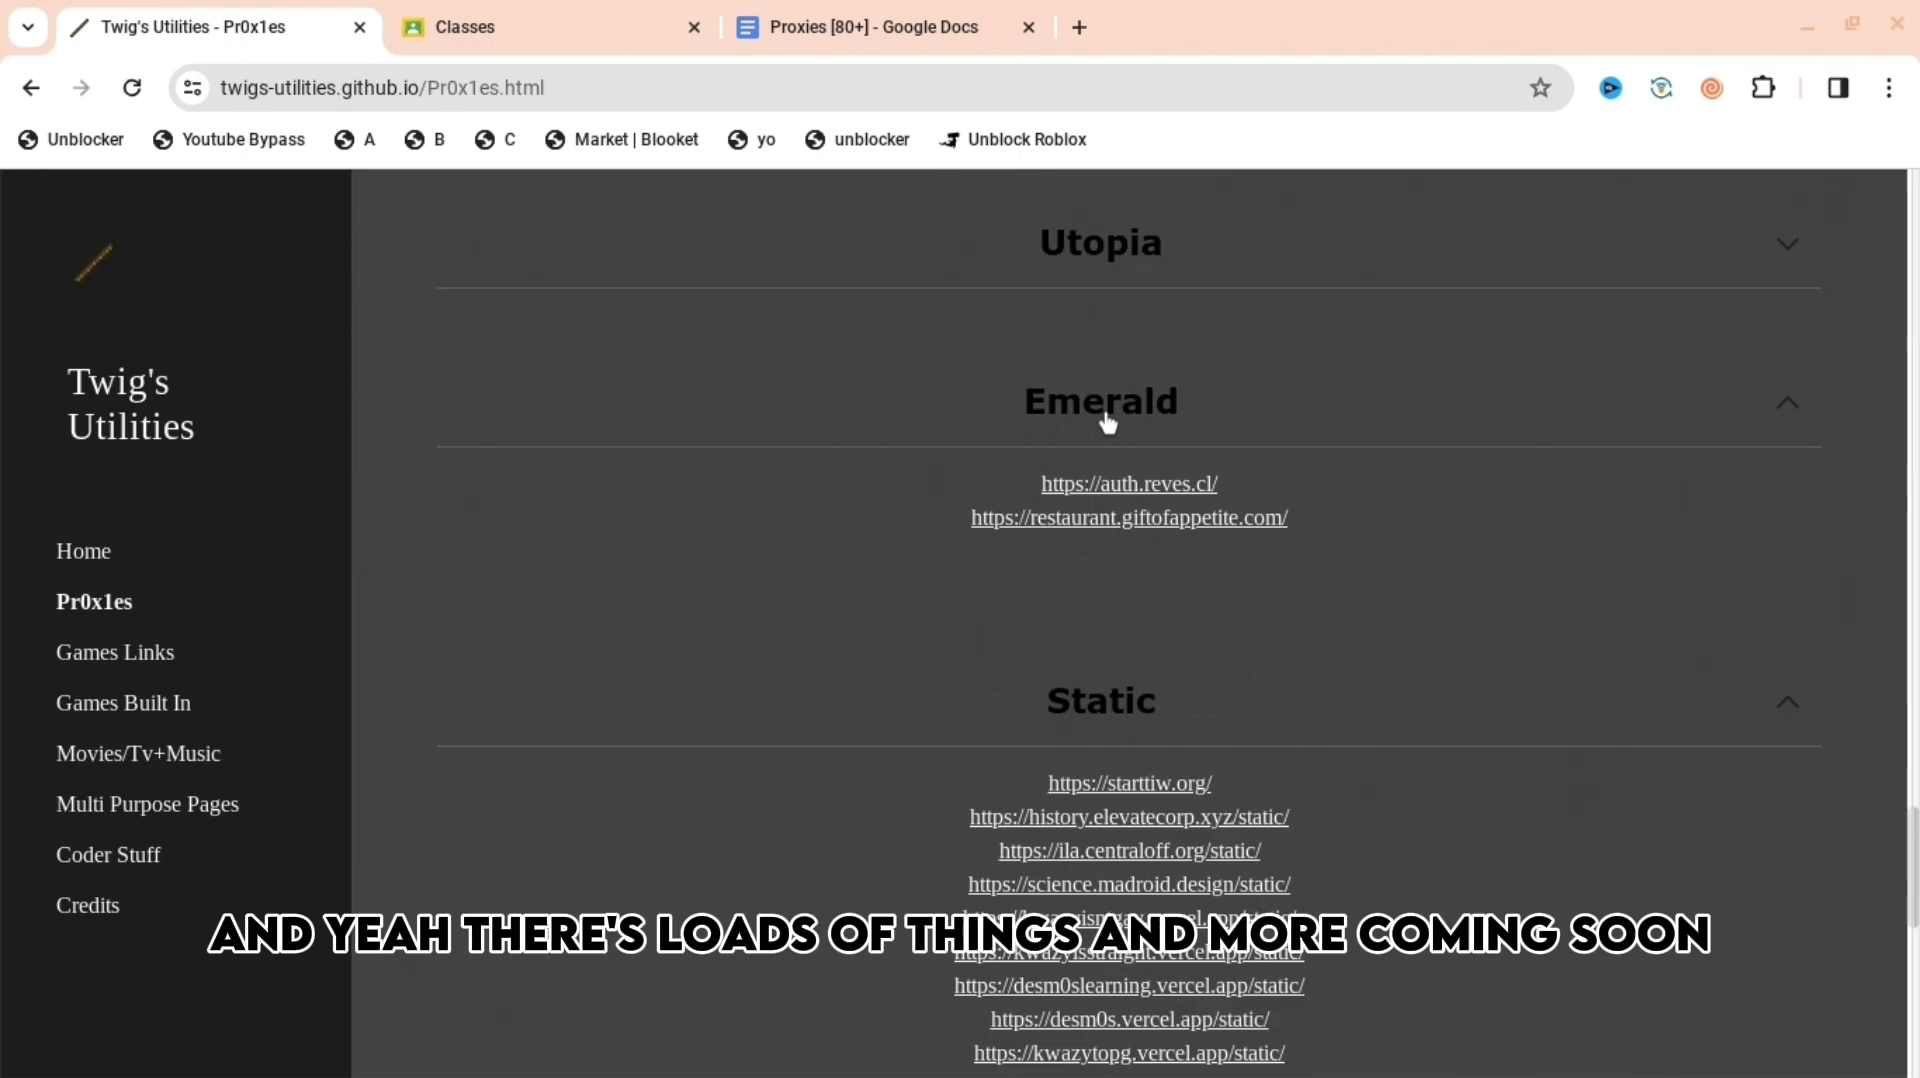 Twig's Utilities - Pr0x1es
Classes
Proxies [80+] - Google Docs
twigs-utilities.github.io/Pr0x1es.html
Unblocker
Youtube Bypass
A
B
C
Market | Blooket
yo
unblocker
Unblock Roblox
Twig's
Utilities
Home
Pr0x1es
Games Links
Games Built In
Movies/Tv+Music
Multi Purpose Pages
Coder Stuff
Credits
Utopia
Emerald
https://auth.reves.cl/
https://restaurant.giftofappetite.com/
Static
https://starttiw.org/
https://history.elevatecorp.xyz/static/
https://ila.centraloff.org/static/
https://science.madroid.design/static/
AND YEAH THERE'S LOADS OF THINGS AND MORE COMING SOON
https://kwazyisstraight.vercel.app/static/
https://desm0slearning.vercel.app/static/
https://desm0s.vercel.app/static/
https://kwazytopg.vercel.app/static/